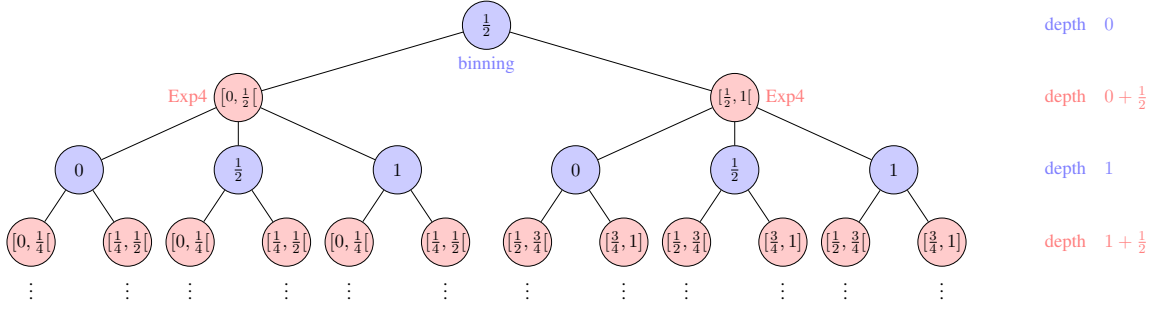 1/2 depth 0
binning
Exp4 [0, 1/2[ [1/2, 1[ Exp4 depth 0 + 1/2
0 1/2 1 0 1/2 1 depth 1
[0, 1/4[ [1/4, 1/2[ [0, 1/4[ [1/4, 1/2[ [0, 1/4[ [1/4, 1/2[ [1/2, 3/4[ [3/4, 1] [1/2, 3/4[ [3/4, 1] [1/2, 3/4[ [3/4, 1] depth 1 + 1/2
⋮ ⋮ ⋮ ⋮ ⋮ ⋮ ⋮ ⋮ ⋮ ⋮ ⋮ ⋮